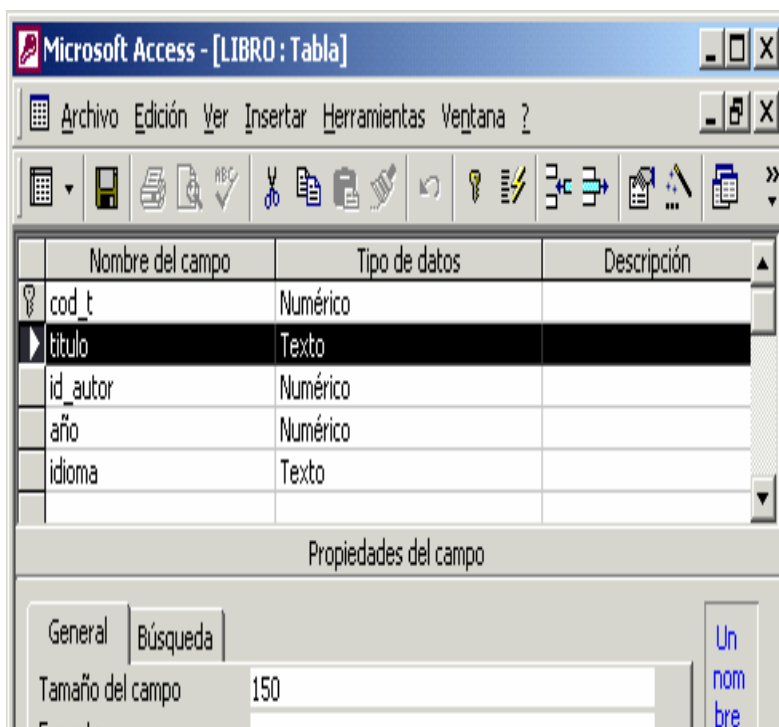 Microsoft Access - [LIBRO : Tabla]
Archivo Edición Ver Insertar Herramientas Ventana ?
ABC
Nombre del campo Tipo de datos Descripción
cod_t Numérico
titulo Texto
id_autor Numérico
año Numérico
idioma Texto
Propiedades del campo
General Búsqueda
Tamaño del campo 150
Un
nom
bre